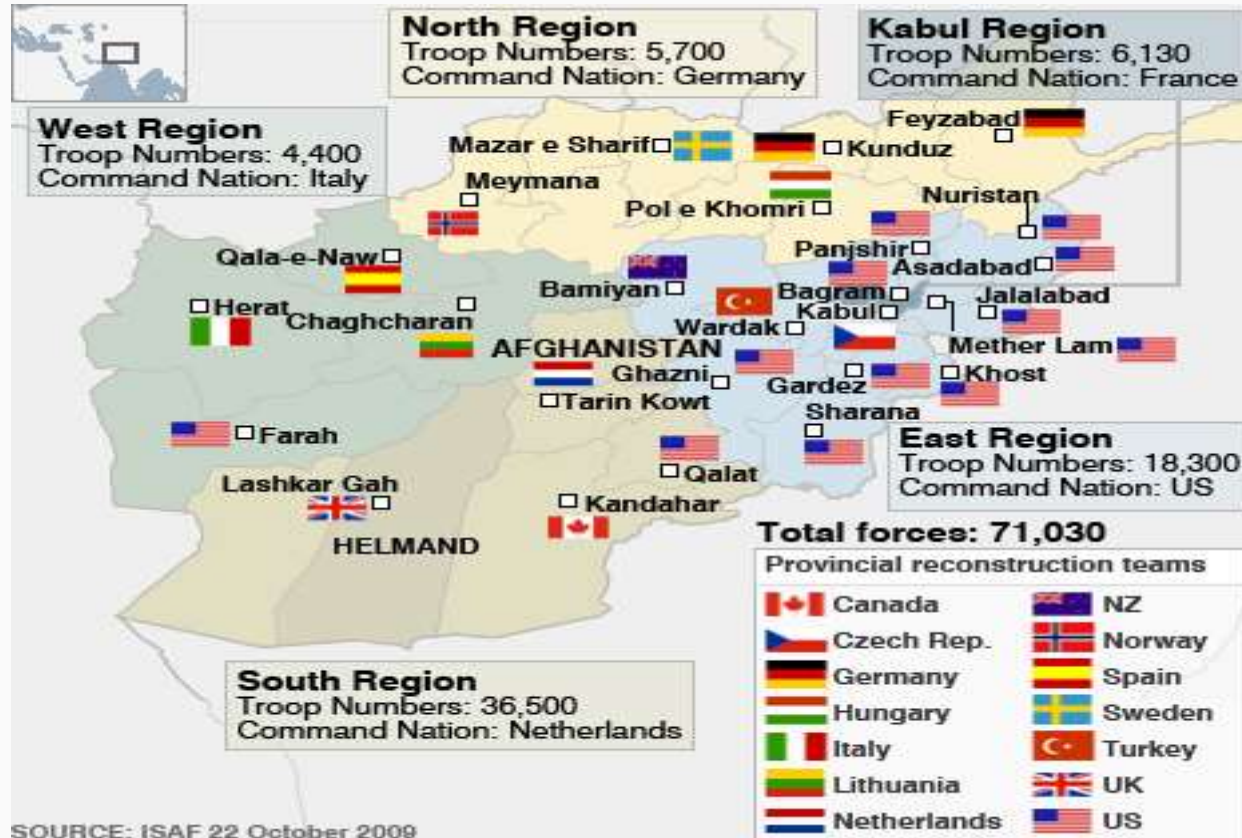 North Region
Troop Numbers: 5,700
Command Nation: Germany
Kabul Region
Troop Numbers: 6,130
Command Nation: France
West Region
Troop Numbers: 4,400
Command Nation: Italy
Feyzabad
Mazar e Sharif
Kunduz
Meymana
Pol e Khomri
Nuristan
Qala-e-Naw
Panjshir
Asadabad
Bamiyan
Bagram
Jalalabad
Herat
Kabul
Chaghcharan
Wardak
Mether Lam
AFGHANISTAN
Ghazni
Gardez
Khost
Tarin Kowt
Sharana
Farah
Qalat
East Region
Troop Numbers: 18,300
Command Nation: US
Lashkar Gah
Kandahar
HELMAND
Total forces: 71,030
Provincial reconstruction teams
Canada
Czech Rep.
Germany
Hungary
Italy
Lithuania
Netherlands
NZ
Norway
Spain
Sweden
Turkey
UK
US
South Region
Troop Numbers: 36,500
Command Nation: Netherlands
SOURCE: ISAF 22 October 2009